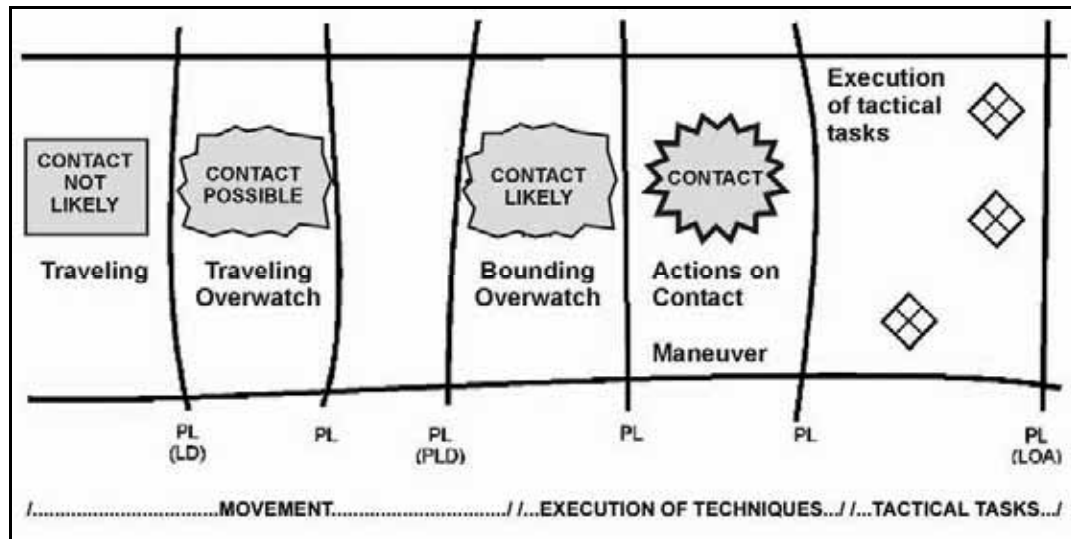 Execution
of tactical
tasks
CONTACT
NOT
LIKELY
CONTACT
POSSIBLE
CONTACT
LIKELY
CONTACT
Traveling
Traveling
Overwatch
Bounding
Overwatch
Actions on
Contact
Maneuver
PL
(LD)
PL
PL
(PLD)
PL
PL
PL
(LOA)
/............................MOVEMENT........................../ /...EXECUTION OF TECHNIQUES.../ /...TACTICAL TASKS.../